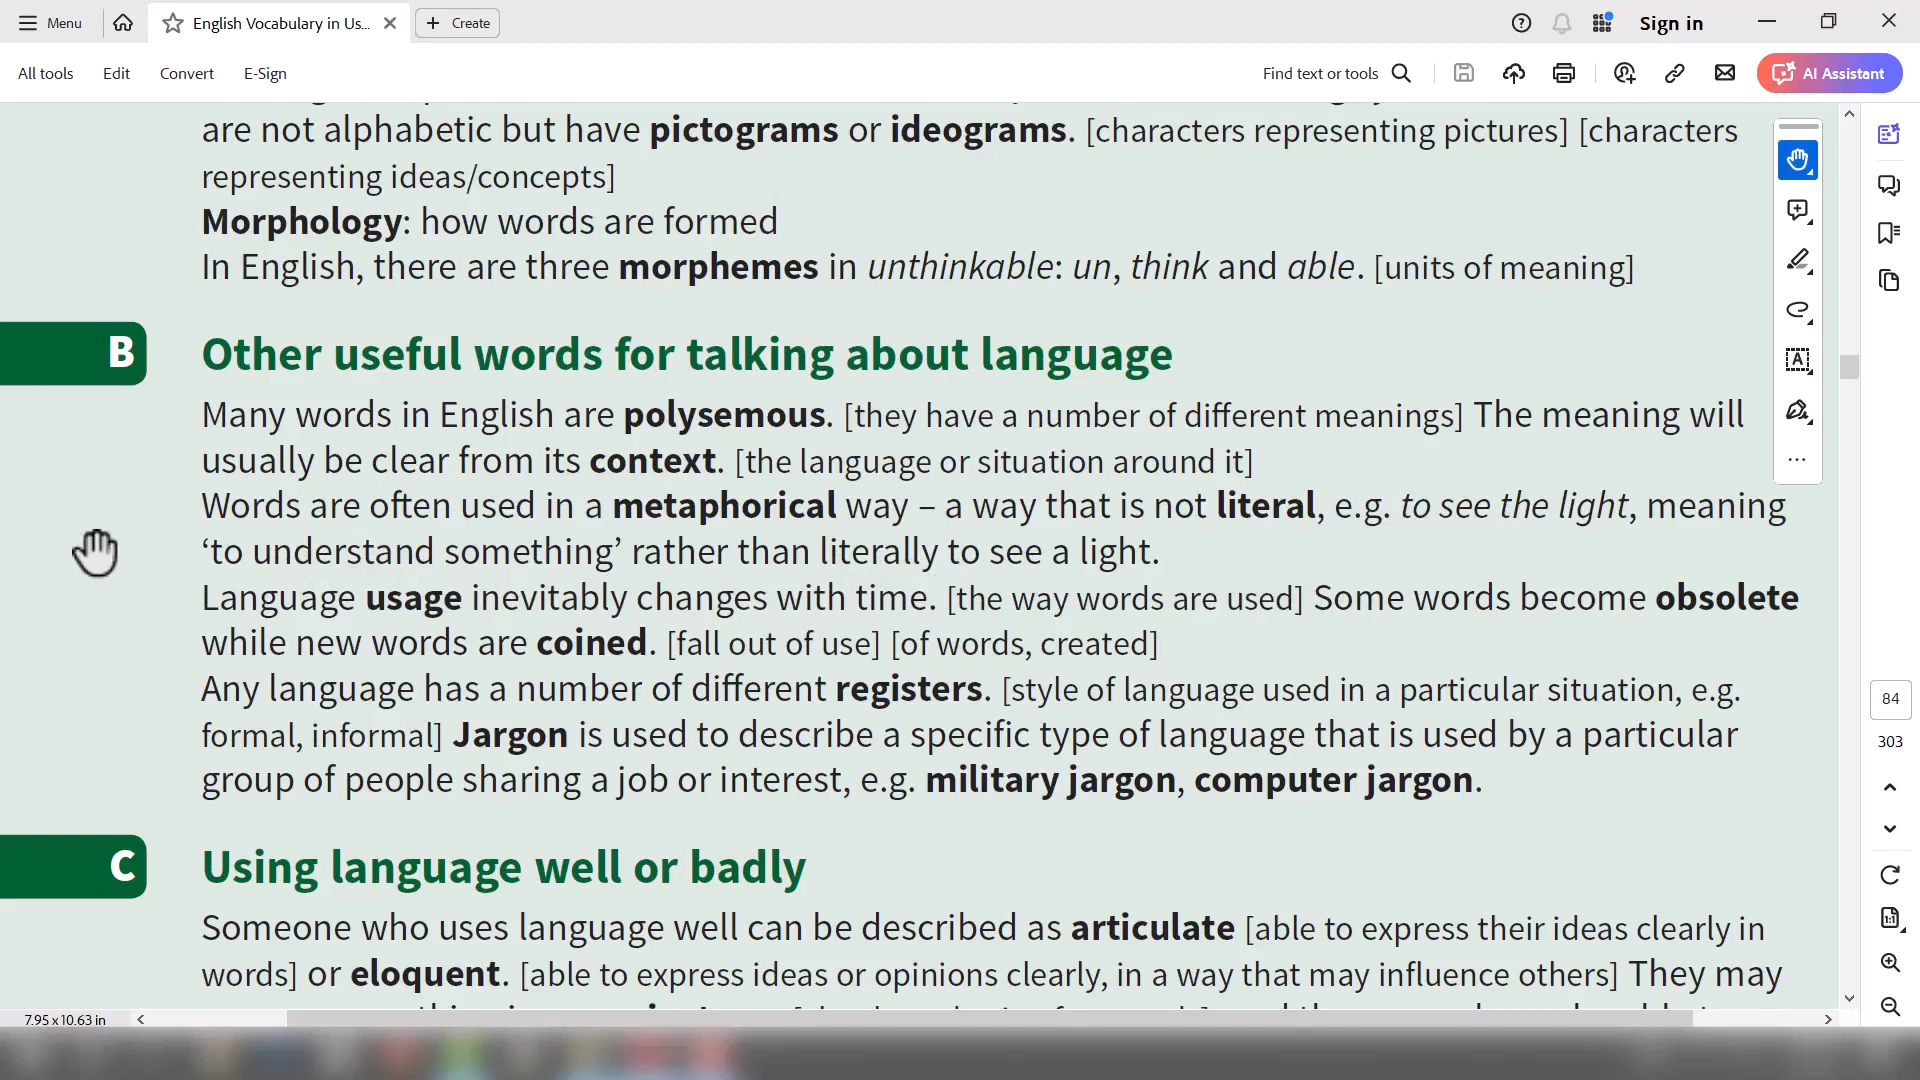 Menu
English Vocabulary in Us...
Create
Sign in
All tools
Edit
Convert
E-Sign
Find text or tools
AI Assistant
are not alphabetic but have pictograms or ideograms. [characters representing pictures] [characters
representing ideas/concepts]
Morphology: how words are formed
In English, there are three morphemes in unthinkable: un, think and able. [units of meaning]
B Other useful words for talking about language
Many words in English are polysemous. [they have a number of different meanings] The meaning will
usually be clear from its context. [the language or situation around it]
Words are often used in a metaphorical way – a way that is not literal, e.g. to see the light, meaning
‘to understand something’ rather than literally to see a light.
Language usage inevitably changes with time. [the way words are used] Some words become obsolete
while new words are coined. [fall out of use] [of words, created]
Any language has a number of different registers. [style of language used in a particular situation, e.g.
formal, informal] Jargon is used to describe a specific type of language that is used by a particular
group of people sharing a job or interest, e.g. military jargon, computer jargon.
C Using language well or badly
Someone who uses language well can be described as articulate [able to express their ideas clearly in
words] or eloquent. [able to express ideas or opinions clearly, in a way that may influence others] They may
84
303
7.95 x 10.63 in